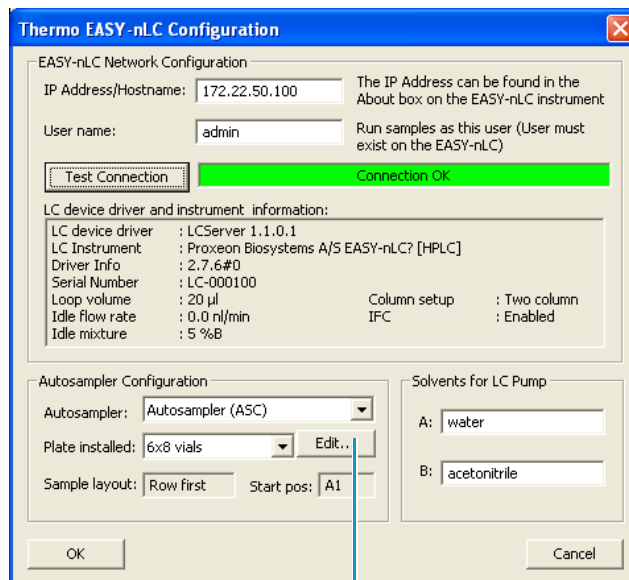 Thermo EASY-nLC Configuration
EASY-nLC Network Configuration
IP Address/Hostname: 172.22.50.100 The IP Address can be found in the
About box on the EASY-nLC instrument
User name: admin Run samples as this user (User must
exist on the EASY-nLC)
Test Connection Connection OK
LC device driver and instrument information:
LC device driver : LCServer 1.1.0.1
LC Instrument : Proxeon Biosystems A/S EASY-nLC? [HPLC]
Driver Info : 2.7.6#0
Serial Number : LC-000100
Loop volume : 20 µl Column setup : Two column
Idle flow rate : 0.0 nl/min IFC : Enabled
Idle mixture : 5 %B
Autosampler Configuration
Autosampler: Autosampler (ASC)
Plate installed: 6x8 vials Edit...
Sample layout: Row first Start pos: A1
Solvents for LC Pump
A: water
B: acetonitrile
OK Cancel